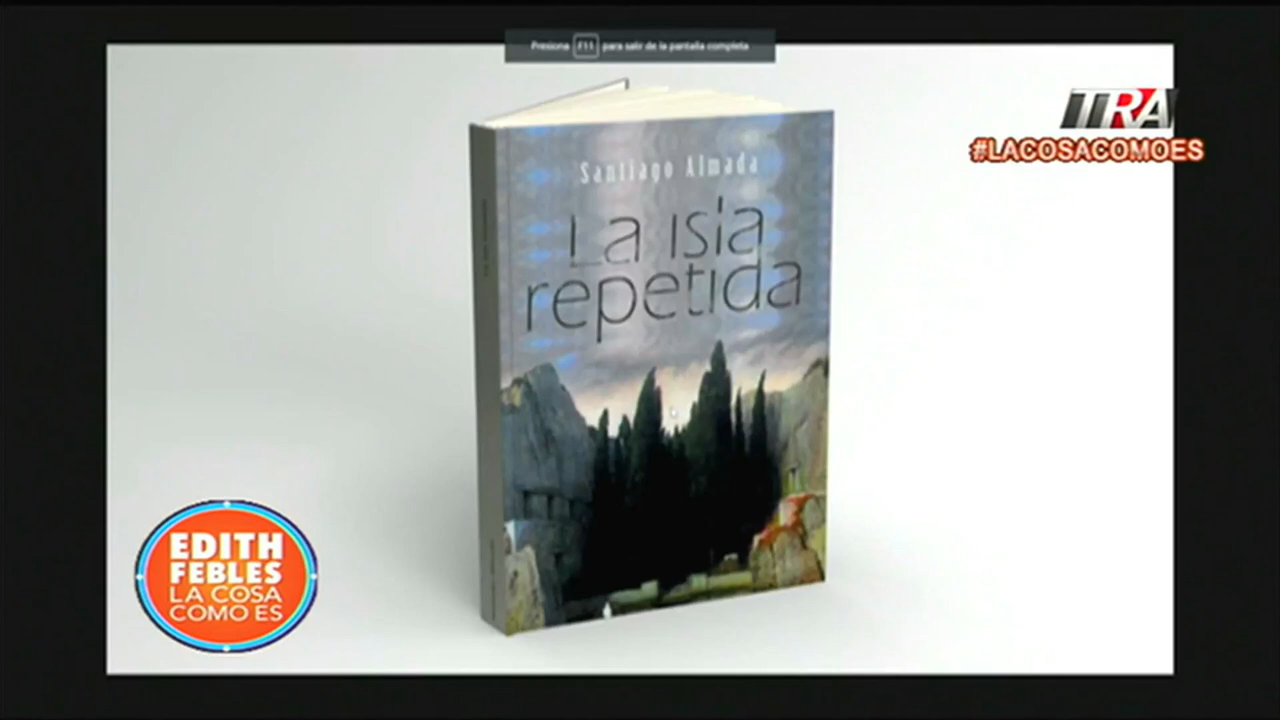 Presiona F11 para salir de la pantalla completa
TRA
#LACOSACOMOES
Santiago Almada
La isla
repetida
EDITH
FEBLES
LA COSA
COMO ES